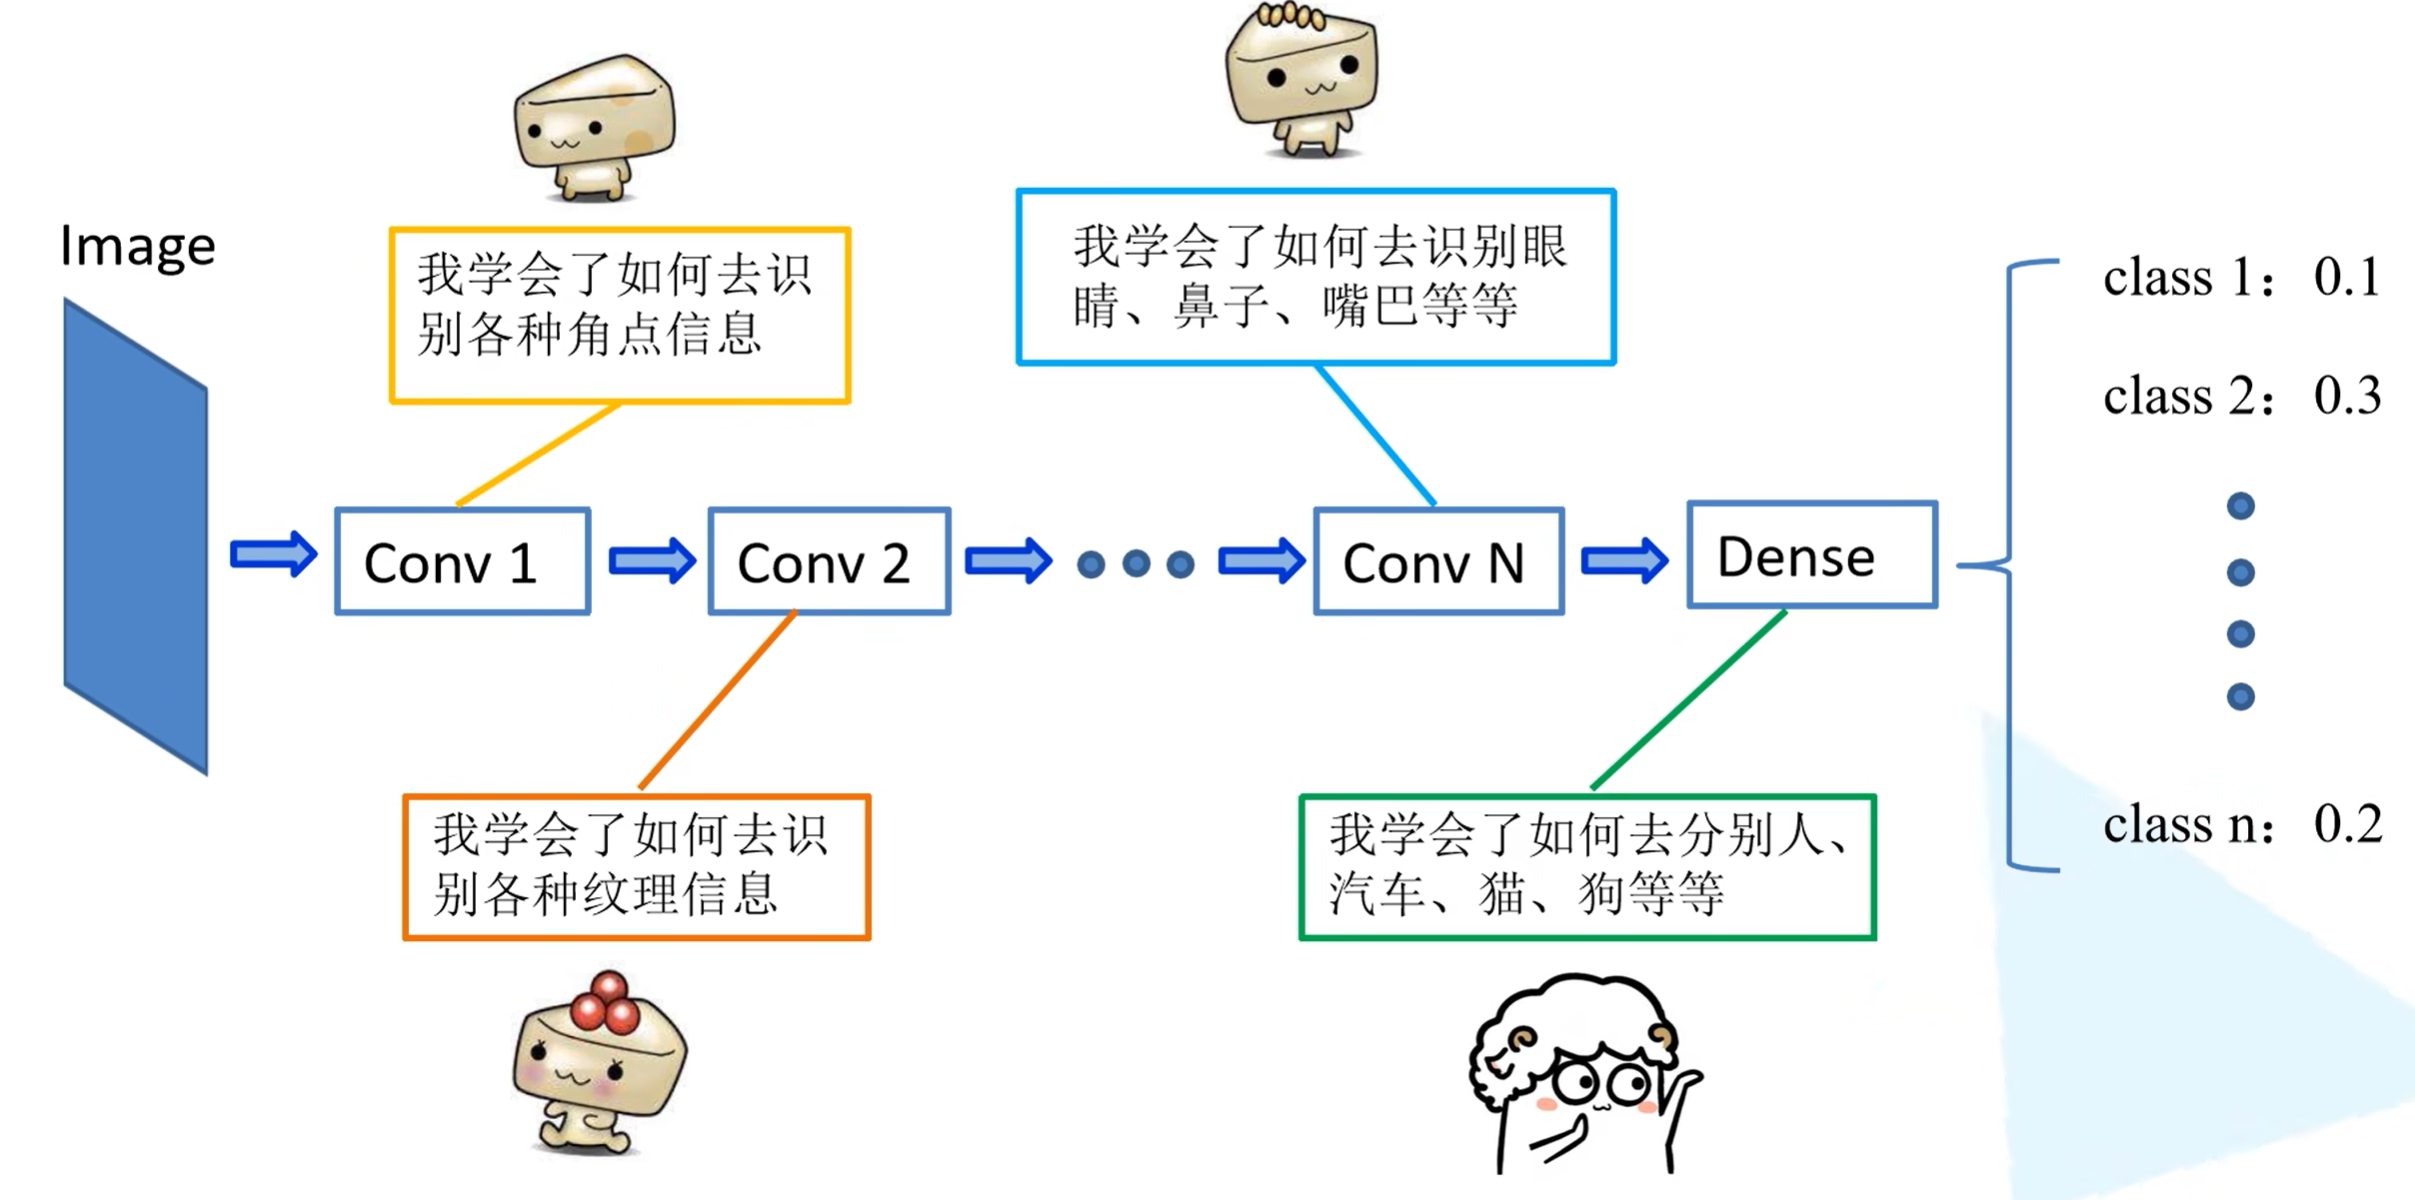 Image
我学会了如何去识
别各种角点信息
我学会了如何去识别眼
睛、鼻子、嘴巴等等
Conv 1
Conv 2
Conv N
Dense
我学会了如何去识
别各种纹理信息
我学会了如何去分别人、
汽车、猫、狗等等
class 1：0.1
class 2：0.3
class n：0.2